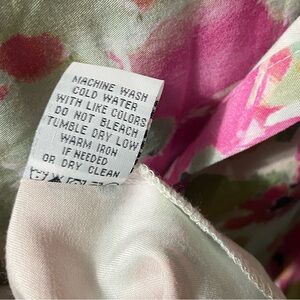 MACHINE WASH
COLD WATER
WITH LIKE COLORS
DO NOT BLEACH
TUMBLE DRY LOW
WARM IRON
IF NEEDED
OR DRY CLEAN